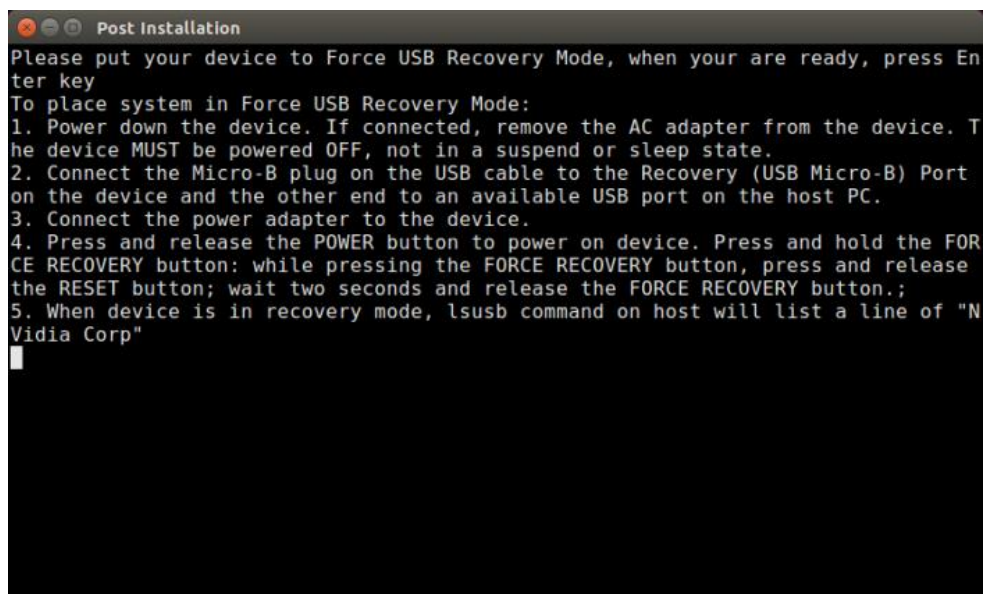 Post Installation
Please put your device to Force USB Recovery Mode, when your are ready, press En
ter key
To place system in Force USB Recovery Mode:
1. Power down the device. If connected, remove the AC adapter from the device. T
he device MUST be powered OFF, not in a suspend or sleep state.
2. Connect the Micro-B plug on the USB cable to the Recovery (USB Micro-B) Port
on the device and the other end to an available USB port on the host PC.
3. Connect the power adapter to the device.
4. Press and release the POWER button to power on device. Press and hold the FOR
CE RECOVERY button: while pressing the FORCE RECOVERY button, press and release
the RESET button; wait two seconds and release the FORCE RECOVERY button.;
5. When device is in recovery mode, lsusb command on host will list a line of "N
Vidia Corp"